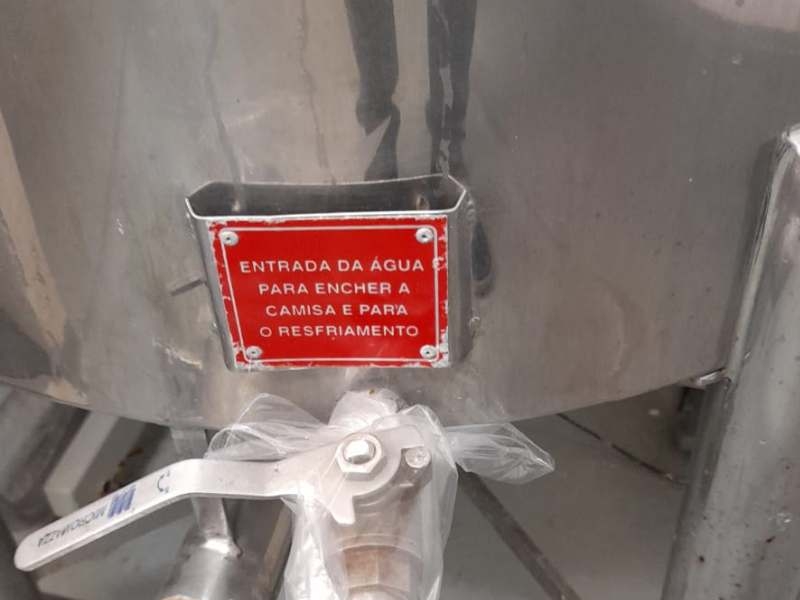 ENTRADA DA ÁGUA
PARA ENCHER A
CAMISA E PARA
O RESFRIAMENTO